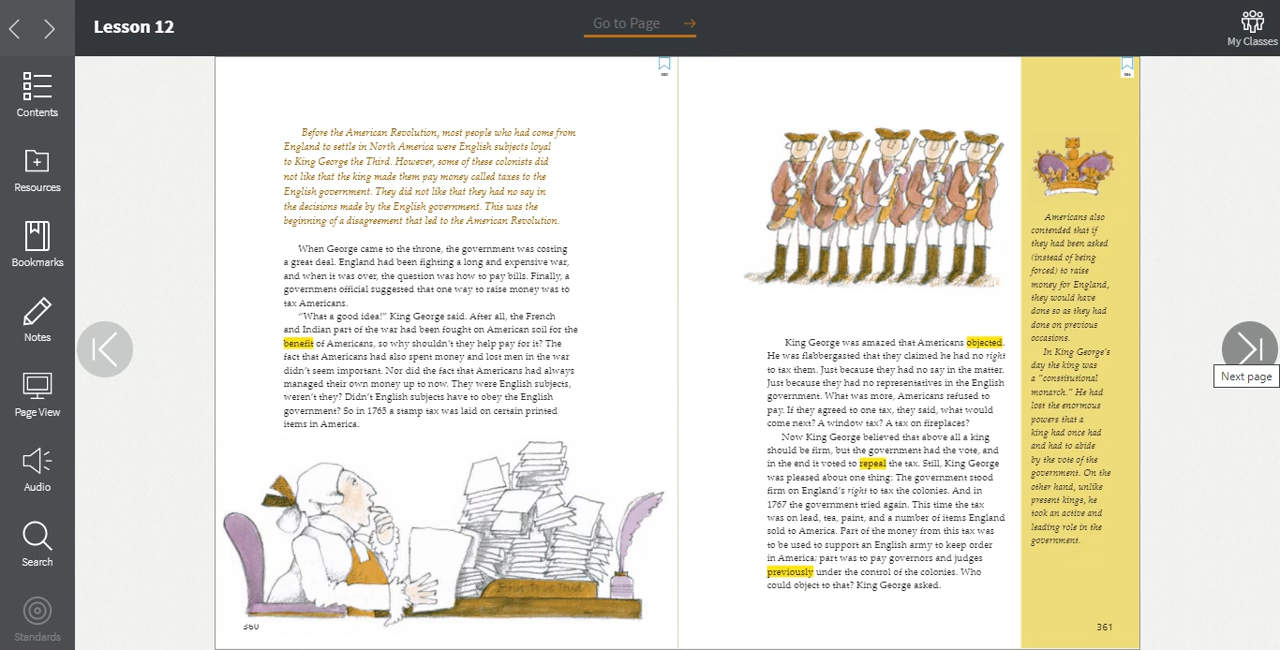 Lesson 12
Go to Page
My Classes
Contents
Resources
Bookmarks
Notes
Page View
Audio
Search
Standards
Before the American Revolution, most people who had come from
England to settle in North America were English subjects loyal
to King George the Third. However, some of these colonists did
not like that the king made them pay money called taxes to the
English government. They did not like that they had no say in
the decisions made by the English government. This was the
beginning of a disagreement that led to the American Revolution.
When George came to the throne, the government was costing
a great deal. England had been fighting a long and expensive war,
and when it was over, the question was how to pay bills. Finally, a
government official suggested that one way to raise money was to
tax Americans.
“What a good idea!” King George said. After all, the French
and Indian part of the war had been fought on American soil for the
benefit of Americans, so why shouldn’t they help pay for it? The
fact that Americans had also spent money and lost men in the war
didn’t seem important. Nor did the fact that Americans had always
managed their own money up to now. They were English subjects,
weren’t they? Didn’t English subjects have to obey the English
government? So in 1765 a stamp tax was laid on certain printed
items in America.
360
King George was amazed that Americans objected.
He was flabbergasted that they claimed he had no right
to tax them. Just because they had no say in the matter.
Just because they had no representatives in the English
government. What was more, Americans refused to
pay. If they agreed to one tax, they said, what would
come next? A window tax? A tax on fireplaces?
Now King George believed that above all a king
should be firm, but the government had the vote, and
in the end it voted to repeal the tax. Still, King George
was pleased about one thing: The government stood
firm on England’s right to tax the colonies. And in
1767 the government tried again. This time the tax
was on lead, tea, paint, and a number of items England
sold to America. Part of the money from this tax was
to be used to support an English army to keep order
in America; part was to pay governors and judges
previously under the control of the colonies. Who
could object to that? King George asked.
Americans also
contended that if
they had been asked
(instead of being
forced) to raise
money for England,
they would have
done so as they had
done on previous
occasions.
In King George’s
day the king was
a “constitutional
monarch.” He had
lost the enormous
powers that a
king had once had
and had to abide
by the vote of the
government. On the
other hand, unlike
present kings, he
took an active and
leading role in the
government.
361
Next page